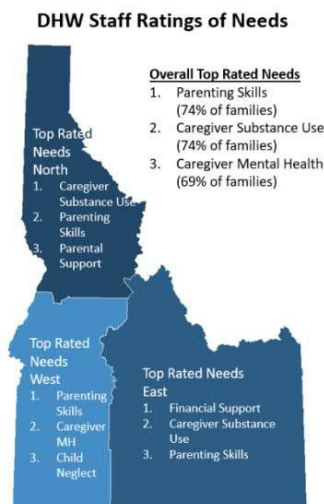 DHW Staff Ratings of Needs
Overall Top Rated Needs
1. Parenting Skills
(74% of families)
2. Caregiver Substance Use
(74% of families)
3. Caregiver Mental Health
(69% of families)
Top Rated
Needs
North
1. Caregiver
Substance Use
2. Parenting
Skills
3. Parental
Support
Top Rated
Needs
West
1. Parenting
Skills
2. Caregiver
MH
3. Child
Neglect
Top Rated Needs
East
1. Financial Support
2. Caregiver Substance
Use
3. Parenting Skills